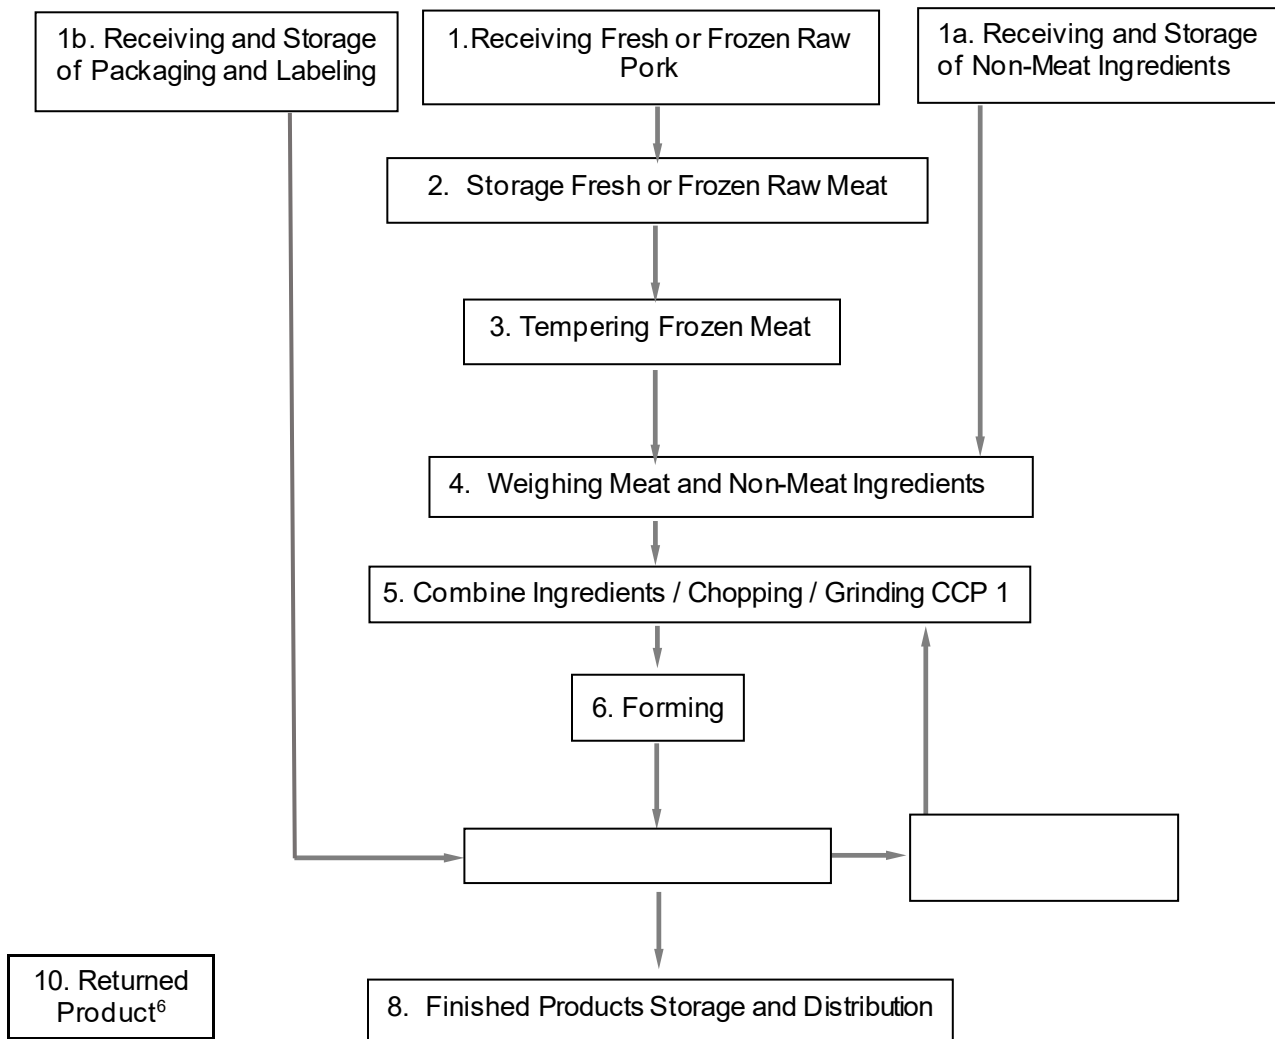 1b. Receiving and Storage
of Packaging and Labeling
1.Receiving Fresh or Frozen Raw
Pork
1a. Receiving and Storage
of Non-Meat Ingredients
2. Storage Fresh or Frozen Raw Meat
3. Tempering Frozen Meat
4. Weighing Meat and Non-Meat Ingredients
5. Combine Ingredients / Chopping / Grinding CCP 1
6. Forming
10. Returned
Product⁶
8. Finished Products Storage and Distribution